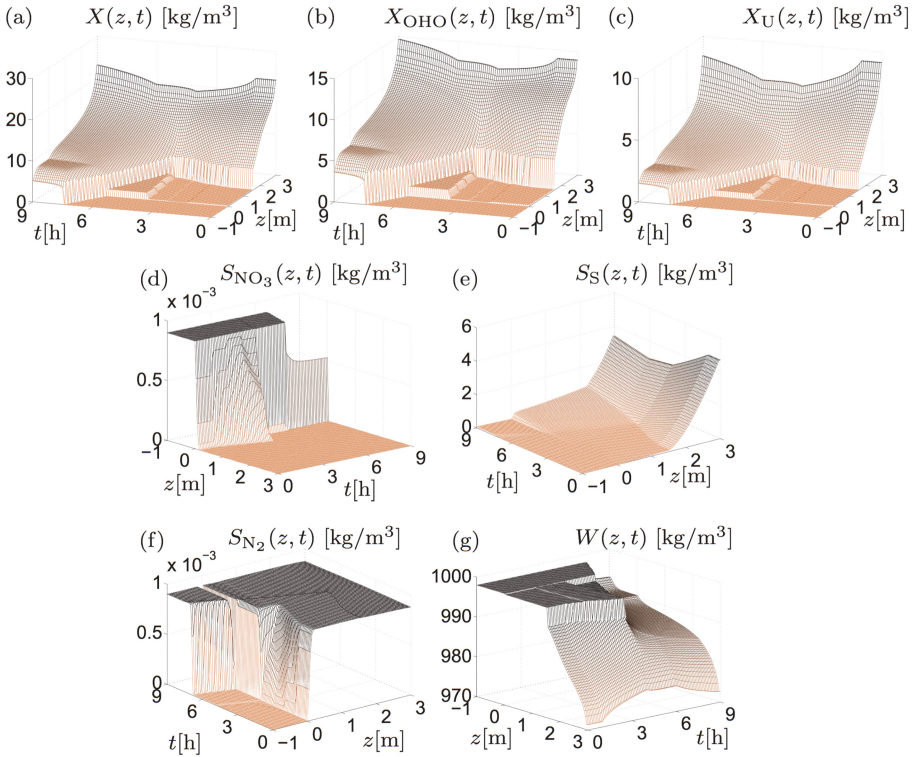 (a) X(z, t) [kg/m³] (b) X_OHO(z, t) [kg/m³] (c) X_U(z, t) [kg/m³]
30 15 10
20 10
10 5 5
0 0 0
9 6 3 0 −1 0 1 2 3 9 6 3 0 −1 0 1 2 3 9 6 3 0 −1 0 1 2 3
t[h] z[m] t[h] z[m] t[h] z[m]
(d) S_NO₃(z, t) [kg/m³] (e) S_S(z, t) [kg/m³]
x 10⁻³
1 6
0.5 4
2
0 0
−1 0 1 2 3 0 3 6 9 9 6 3 0 −1 0 1 2 3
z[m] t[h] t[h] z[m]
(f) S_N₂(z, t) [kg/m³] (g) W(z, t) [kg/m³]
x 10⁻³
1 1000
990
0.5 980
0 970
9 6 3 0 −1 0 1 2 3 −1 0 1 2 3 0 3 6 9
t[h] z[m] z[m] t[h]